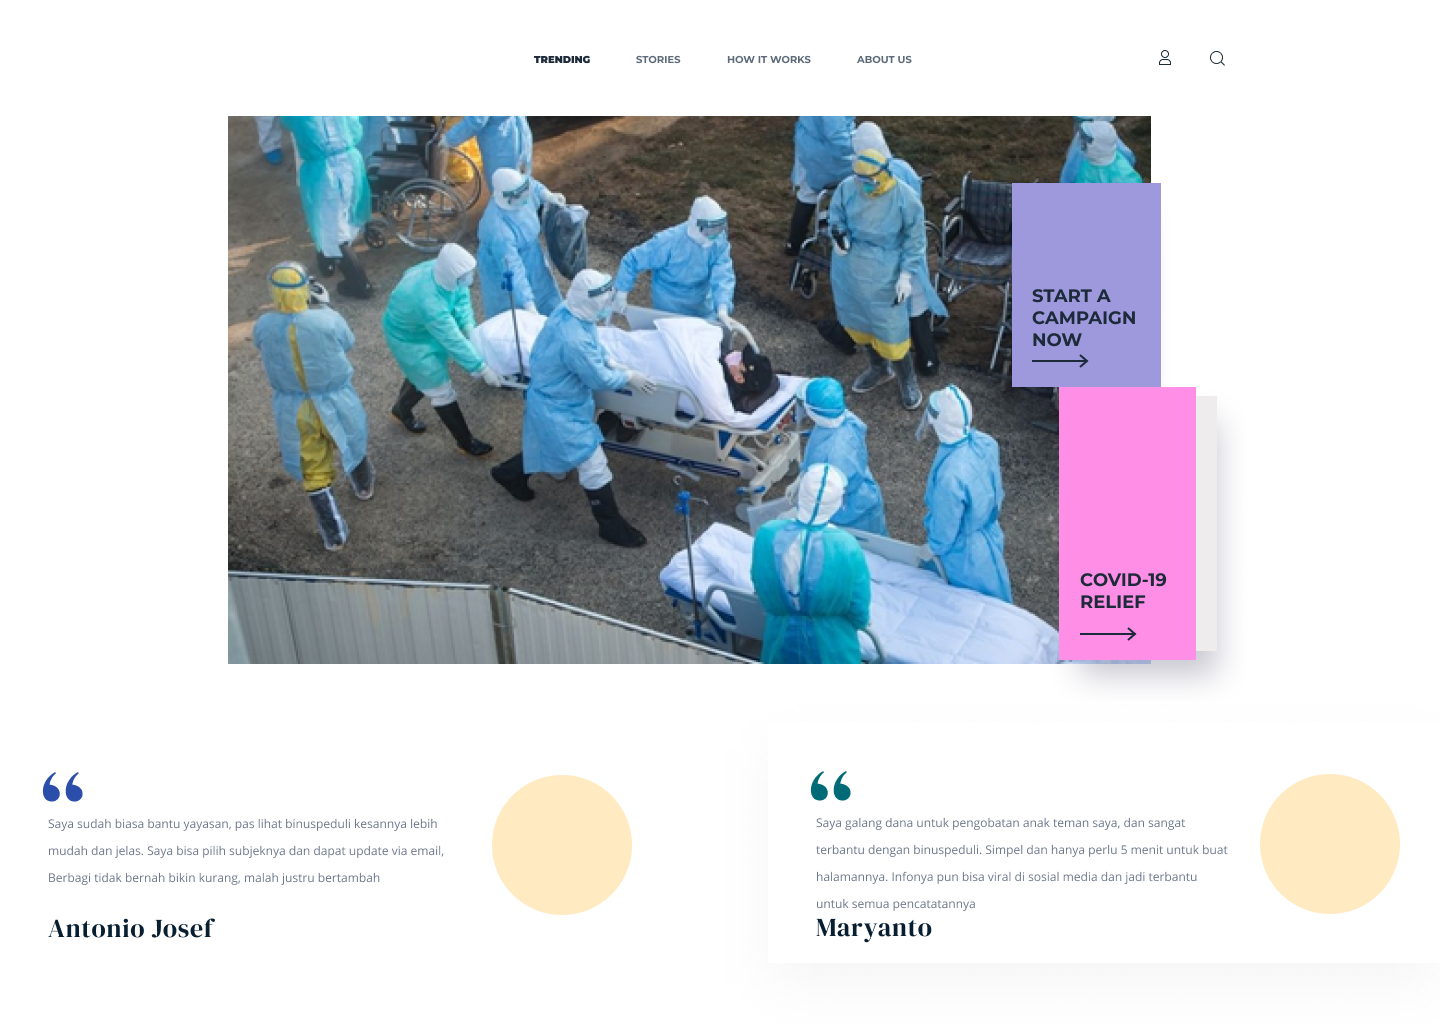 TRENDING STORIES HOW IT WORKS ABOUT US
START A
CAMPAIGN
NOW
COVID-19
RELIEF
Saya sudah biasa bantu yayasan, pas lihat binuspeduli kesannya lebih
mudah dan jelas. Saya bisa pilih subjeknya dan dapat update via email,
Berbagi tidak bernah bikin kurang, malah justru bertambah
Antonio Josef
Saya galang dana untuk pengobatan anak teman saya, dan sangat
terbantu dengan binuspeduli. Simpel dan hanya perlu 5 menit untuk buat
halamannya. Infonya pun bisa viral di sosial media dan jadi terbantu
untuk semua pencatatannya
Maryanto